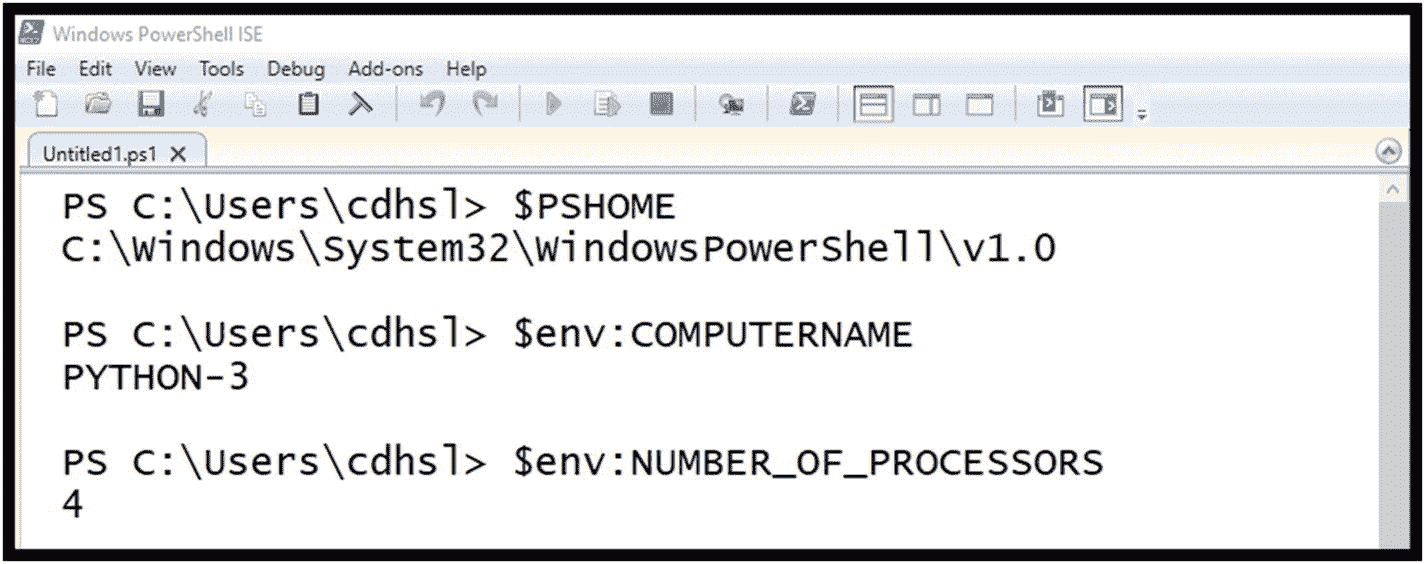 Windows PowerShell ISE
File Edit View Tools Debug Add-ons Help
Untitled1.ps1 X
PS C:\Users\cdhsl> $PSHOME
C:\Windows\System32\WindowsPowerShell\v1.0
PS C:\Users\cdhsl> $env:COMPUTERNAME
PYTHON-3
PS C:\Users\cdhsl> $env:NUMBER_OF_PROCESSORS
4